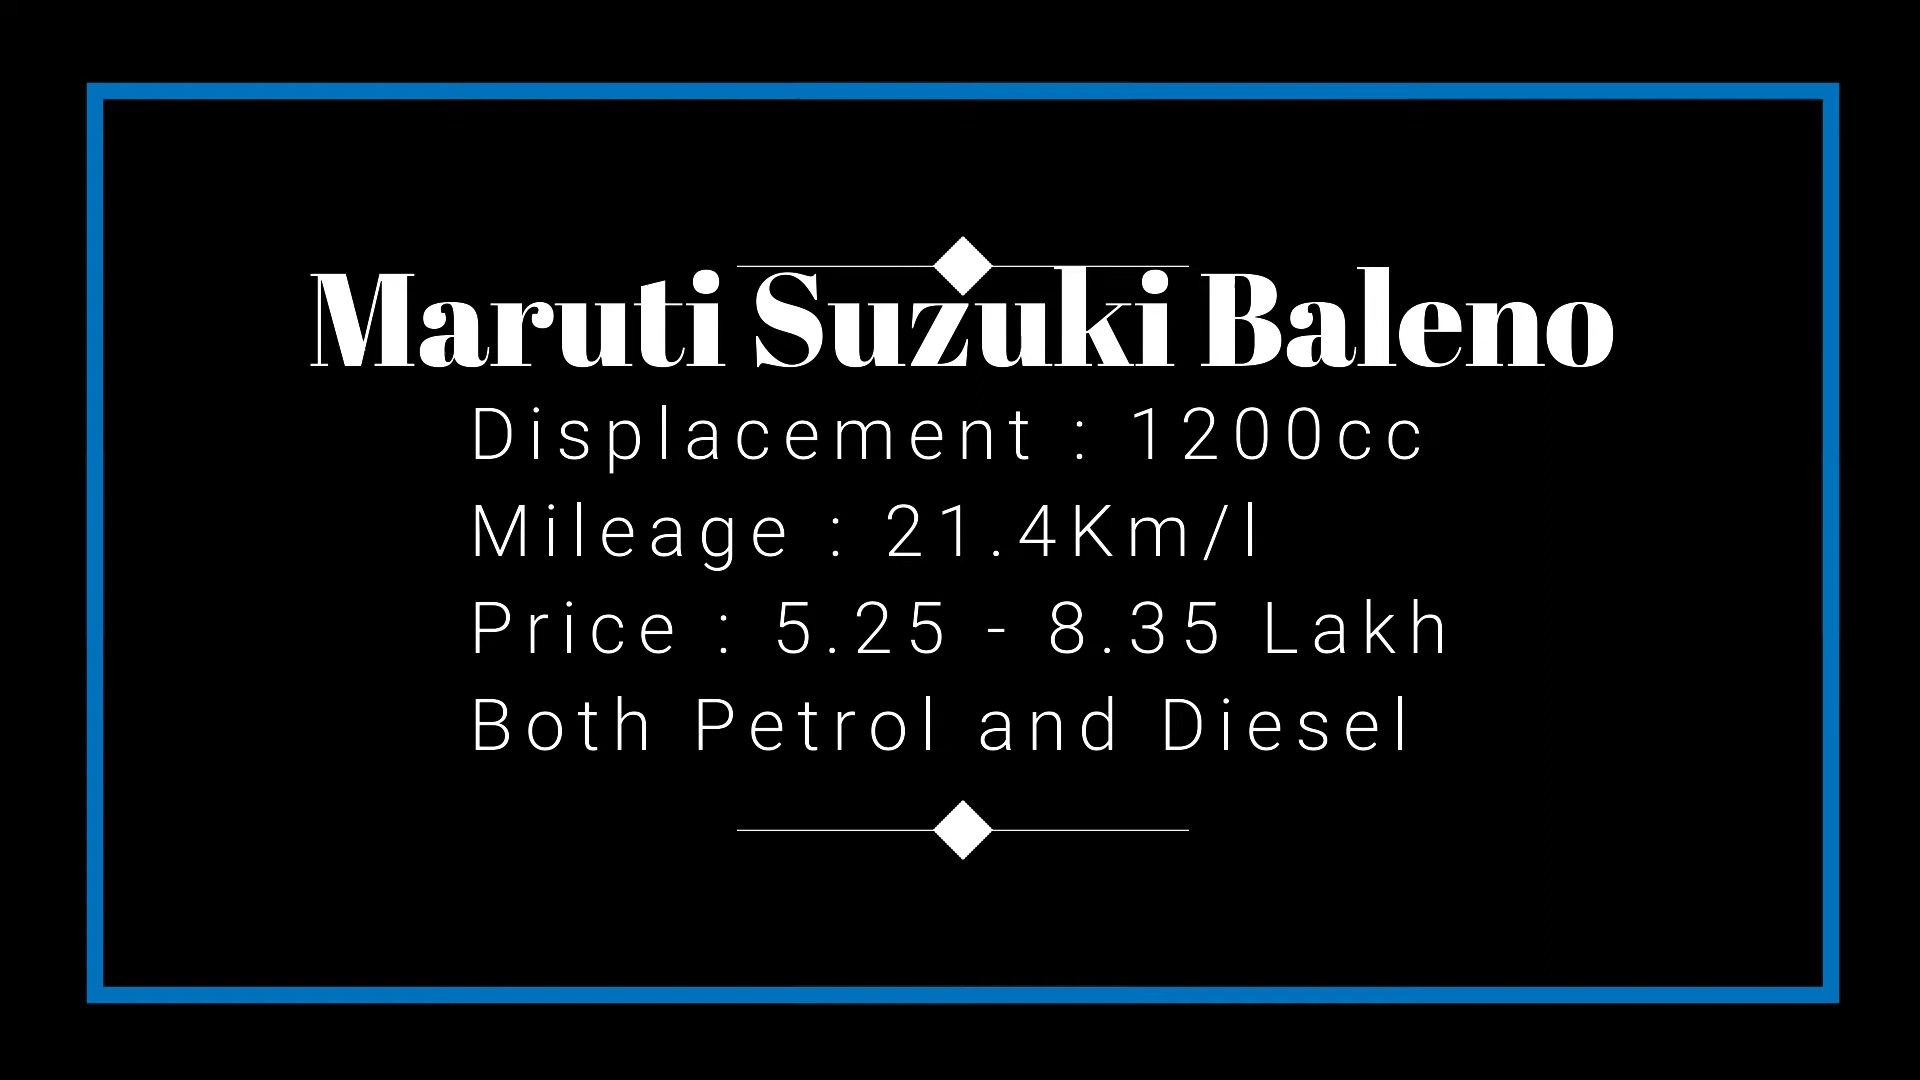 Maruti Suzuki Baleno
Displacement : 1200cc
Mileage : 21.4Km/l
Price : 5.25 - 8.35 Lakh
Both Petrol and Diesel